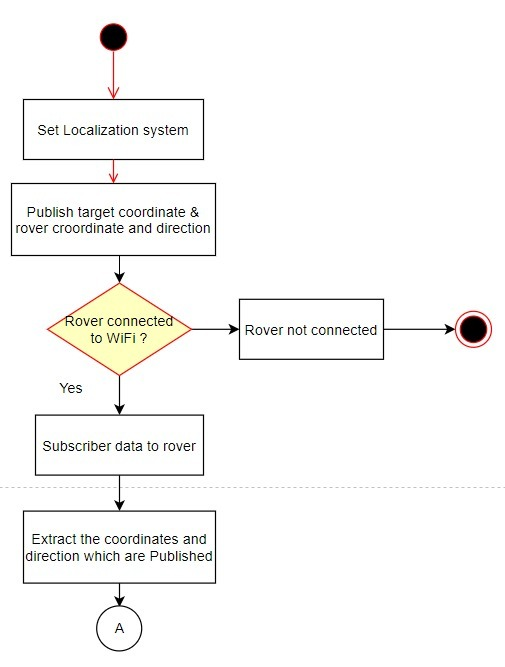 Set Localization system
Publish target coordinate &
rover croordinate and direction
Rover connected
to WiFi ?
Rover not connected
Yes
Subscriber data to rover
Extract the coordinates and
direction which are Published
A